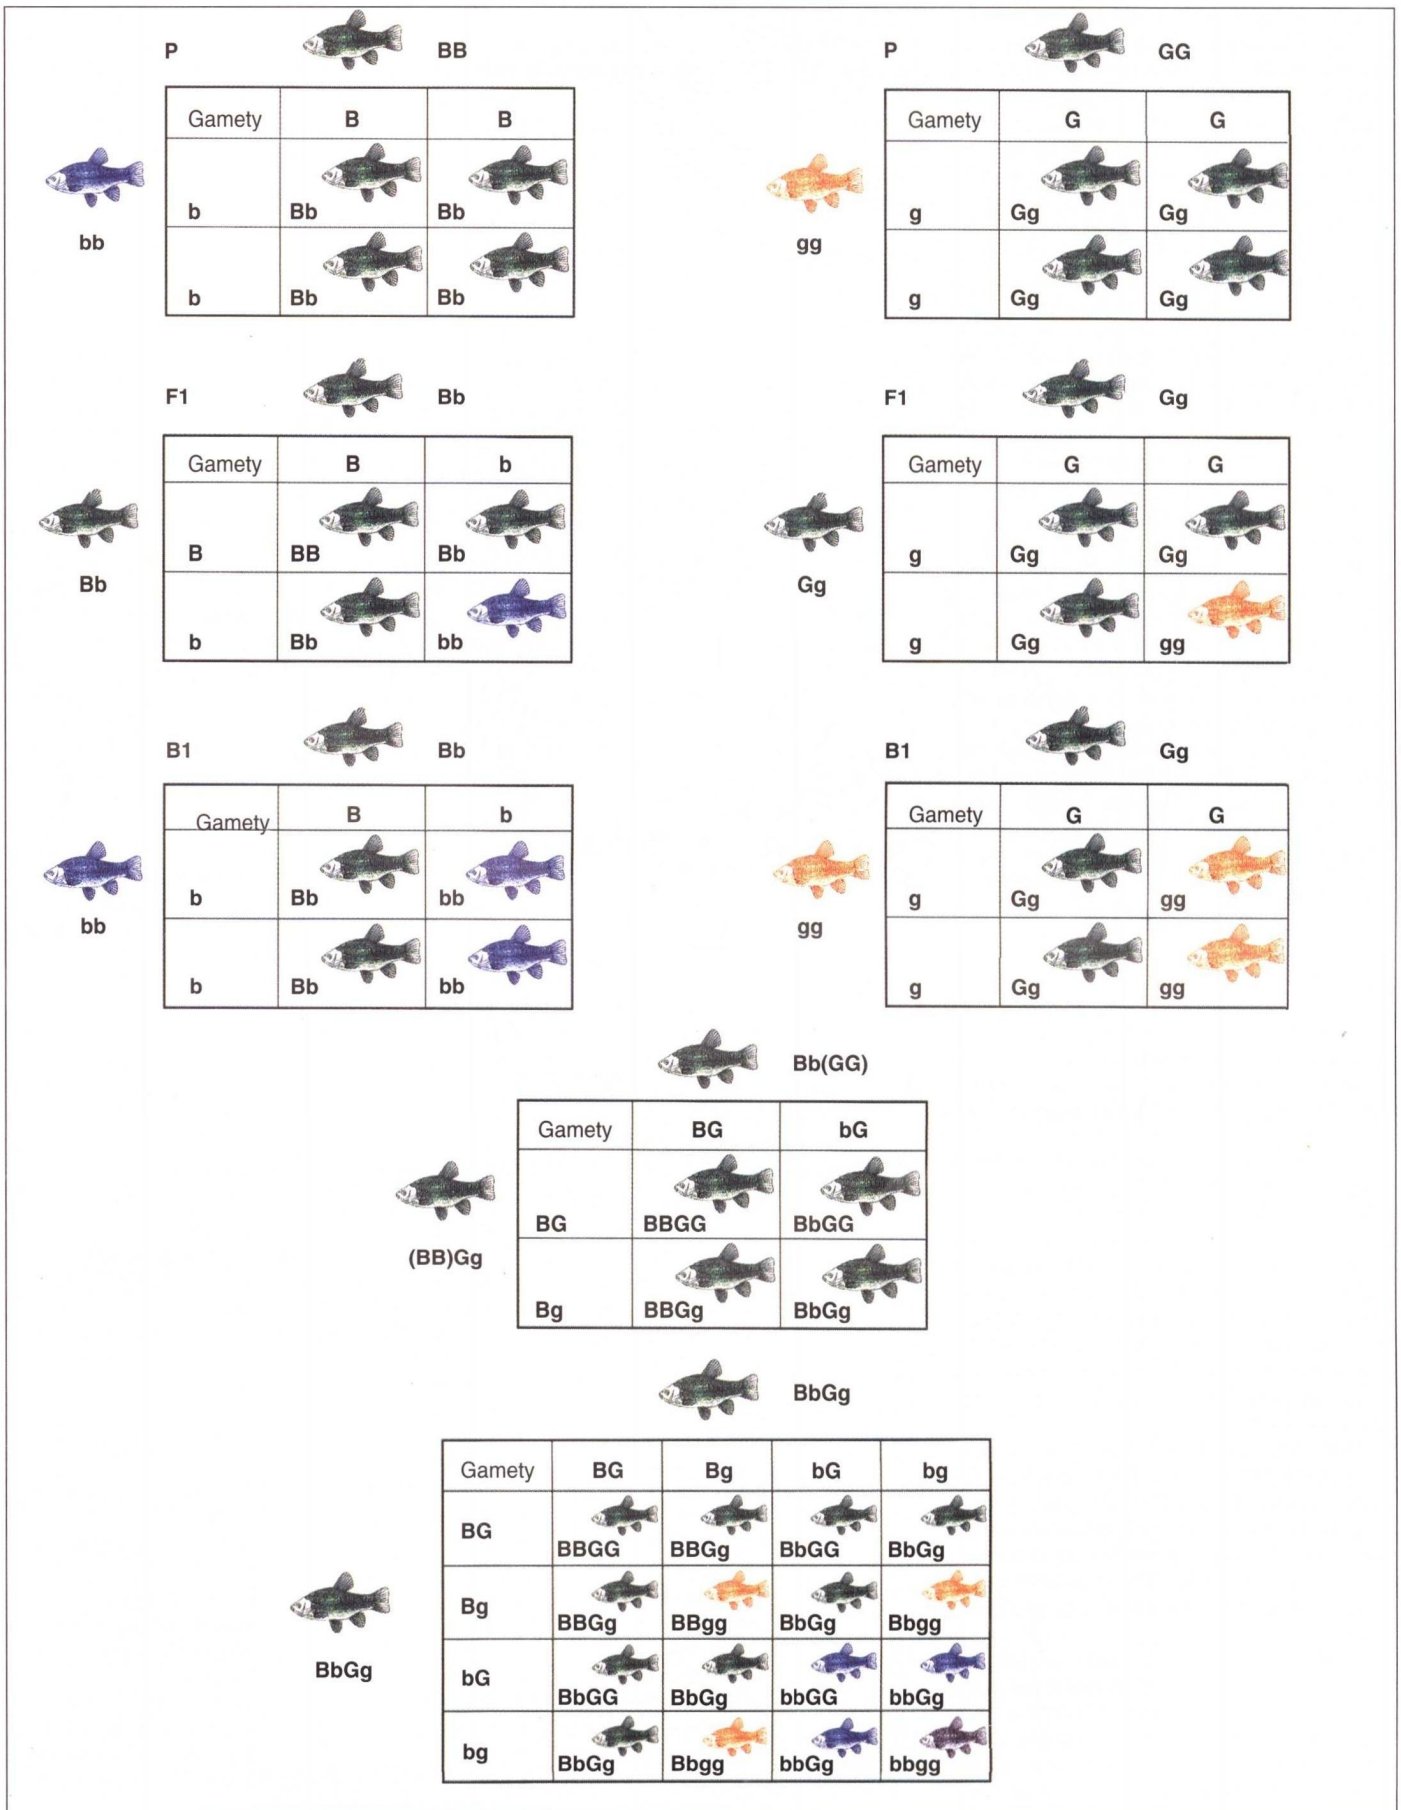 P BB
Gamety B B
b Bb Bb
bb
b Bb Bb
P GG
Gamety G G
g Gg Gg
gg
g Gg Gg
F1 Bb
Gamety B b
B BB Bb
Bb
b Bb bb
F1 Gg
Gamety G G
g Gg Gg
Gg
g Gg gg
B1 Bb
Gamety B b
b Bb bb
bb
b Bb bb
B1 Gg
Gamety G G
g Gg gg
gg
g Gg gg
Bb(GG)
Gamety BG bG
BG BBGG BbGG
(BB)Gg
Bg BBGg BbGg
BbGg
Gamety BG Bg bG bg
BG BBGG BBGg BbGG BbGg
Bg BBGg BBgg BbGg Bbgg
BbGg
bG BbGG BbGg bbGG bbGg
bg BbGg Bbgg bbGg bbgg